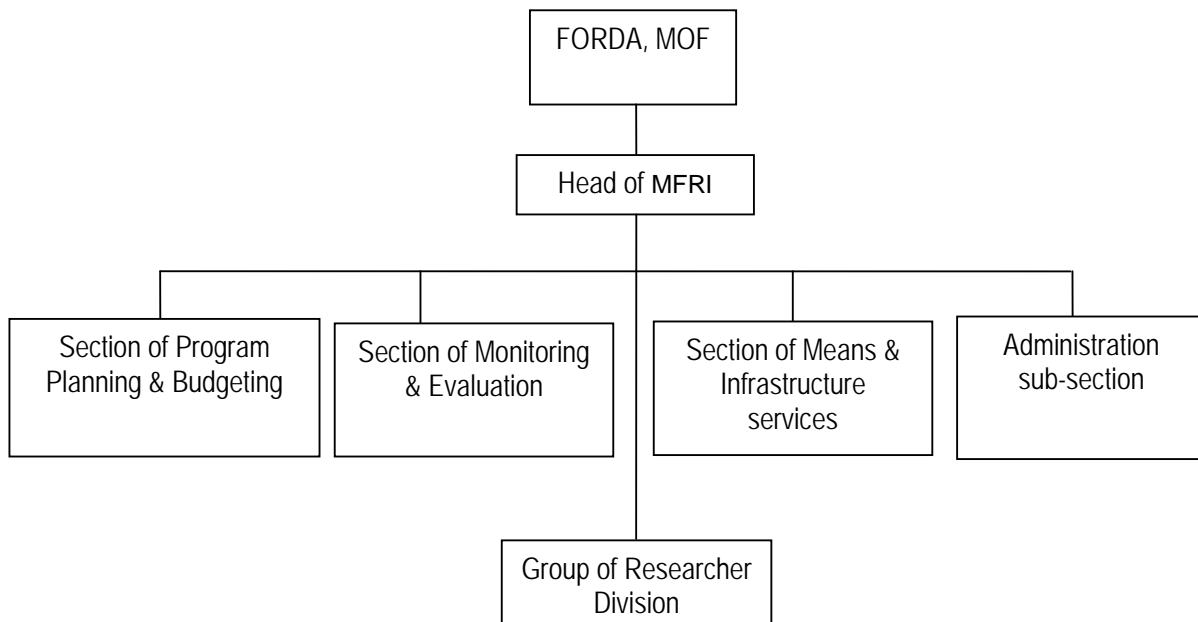 FORDA, MOF
Head of MFRI
Section of Program
Planning & Budgeting
Section of Monitoring
& Evaluation
Section of Means &
Infrastructure
services
Administration
sub-section
Group of Researcher
Division